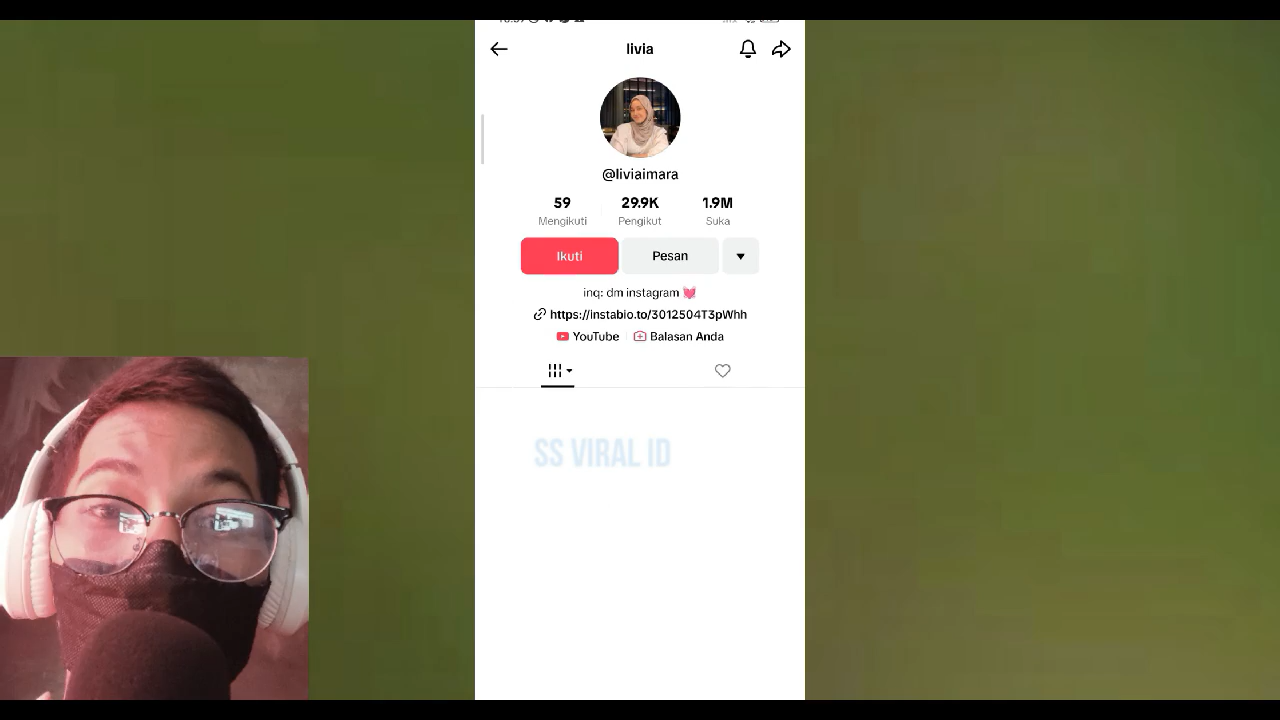 livia
@liviaimara
59 29.9K 1.9M
Mengikuti Pengikut Suka
Ikuti Pesan
inq: dm instagram 💓
https://instabio.to/3012504T3pWhh
YouTube Balasan Anda
SS VIRAL ID